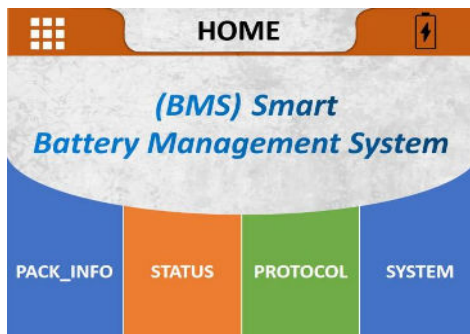 HOME
(BMS) Smart
Battery Management System
PACK_INFO STATUS PROTOCOL SYSTEM